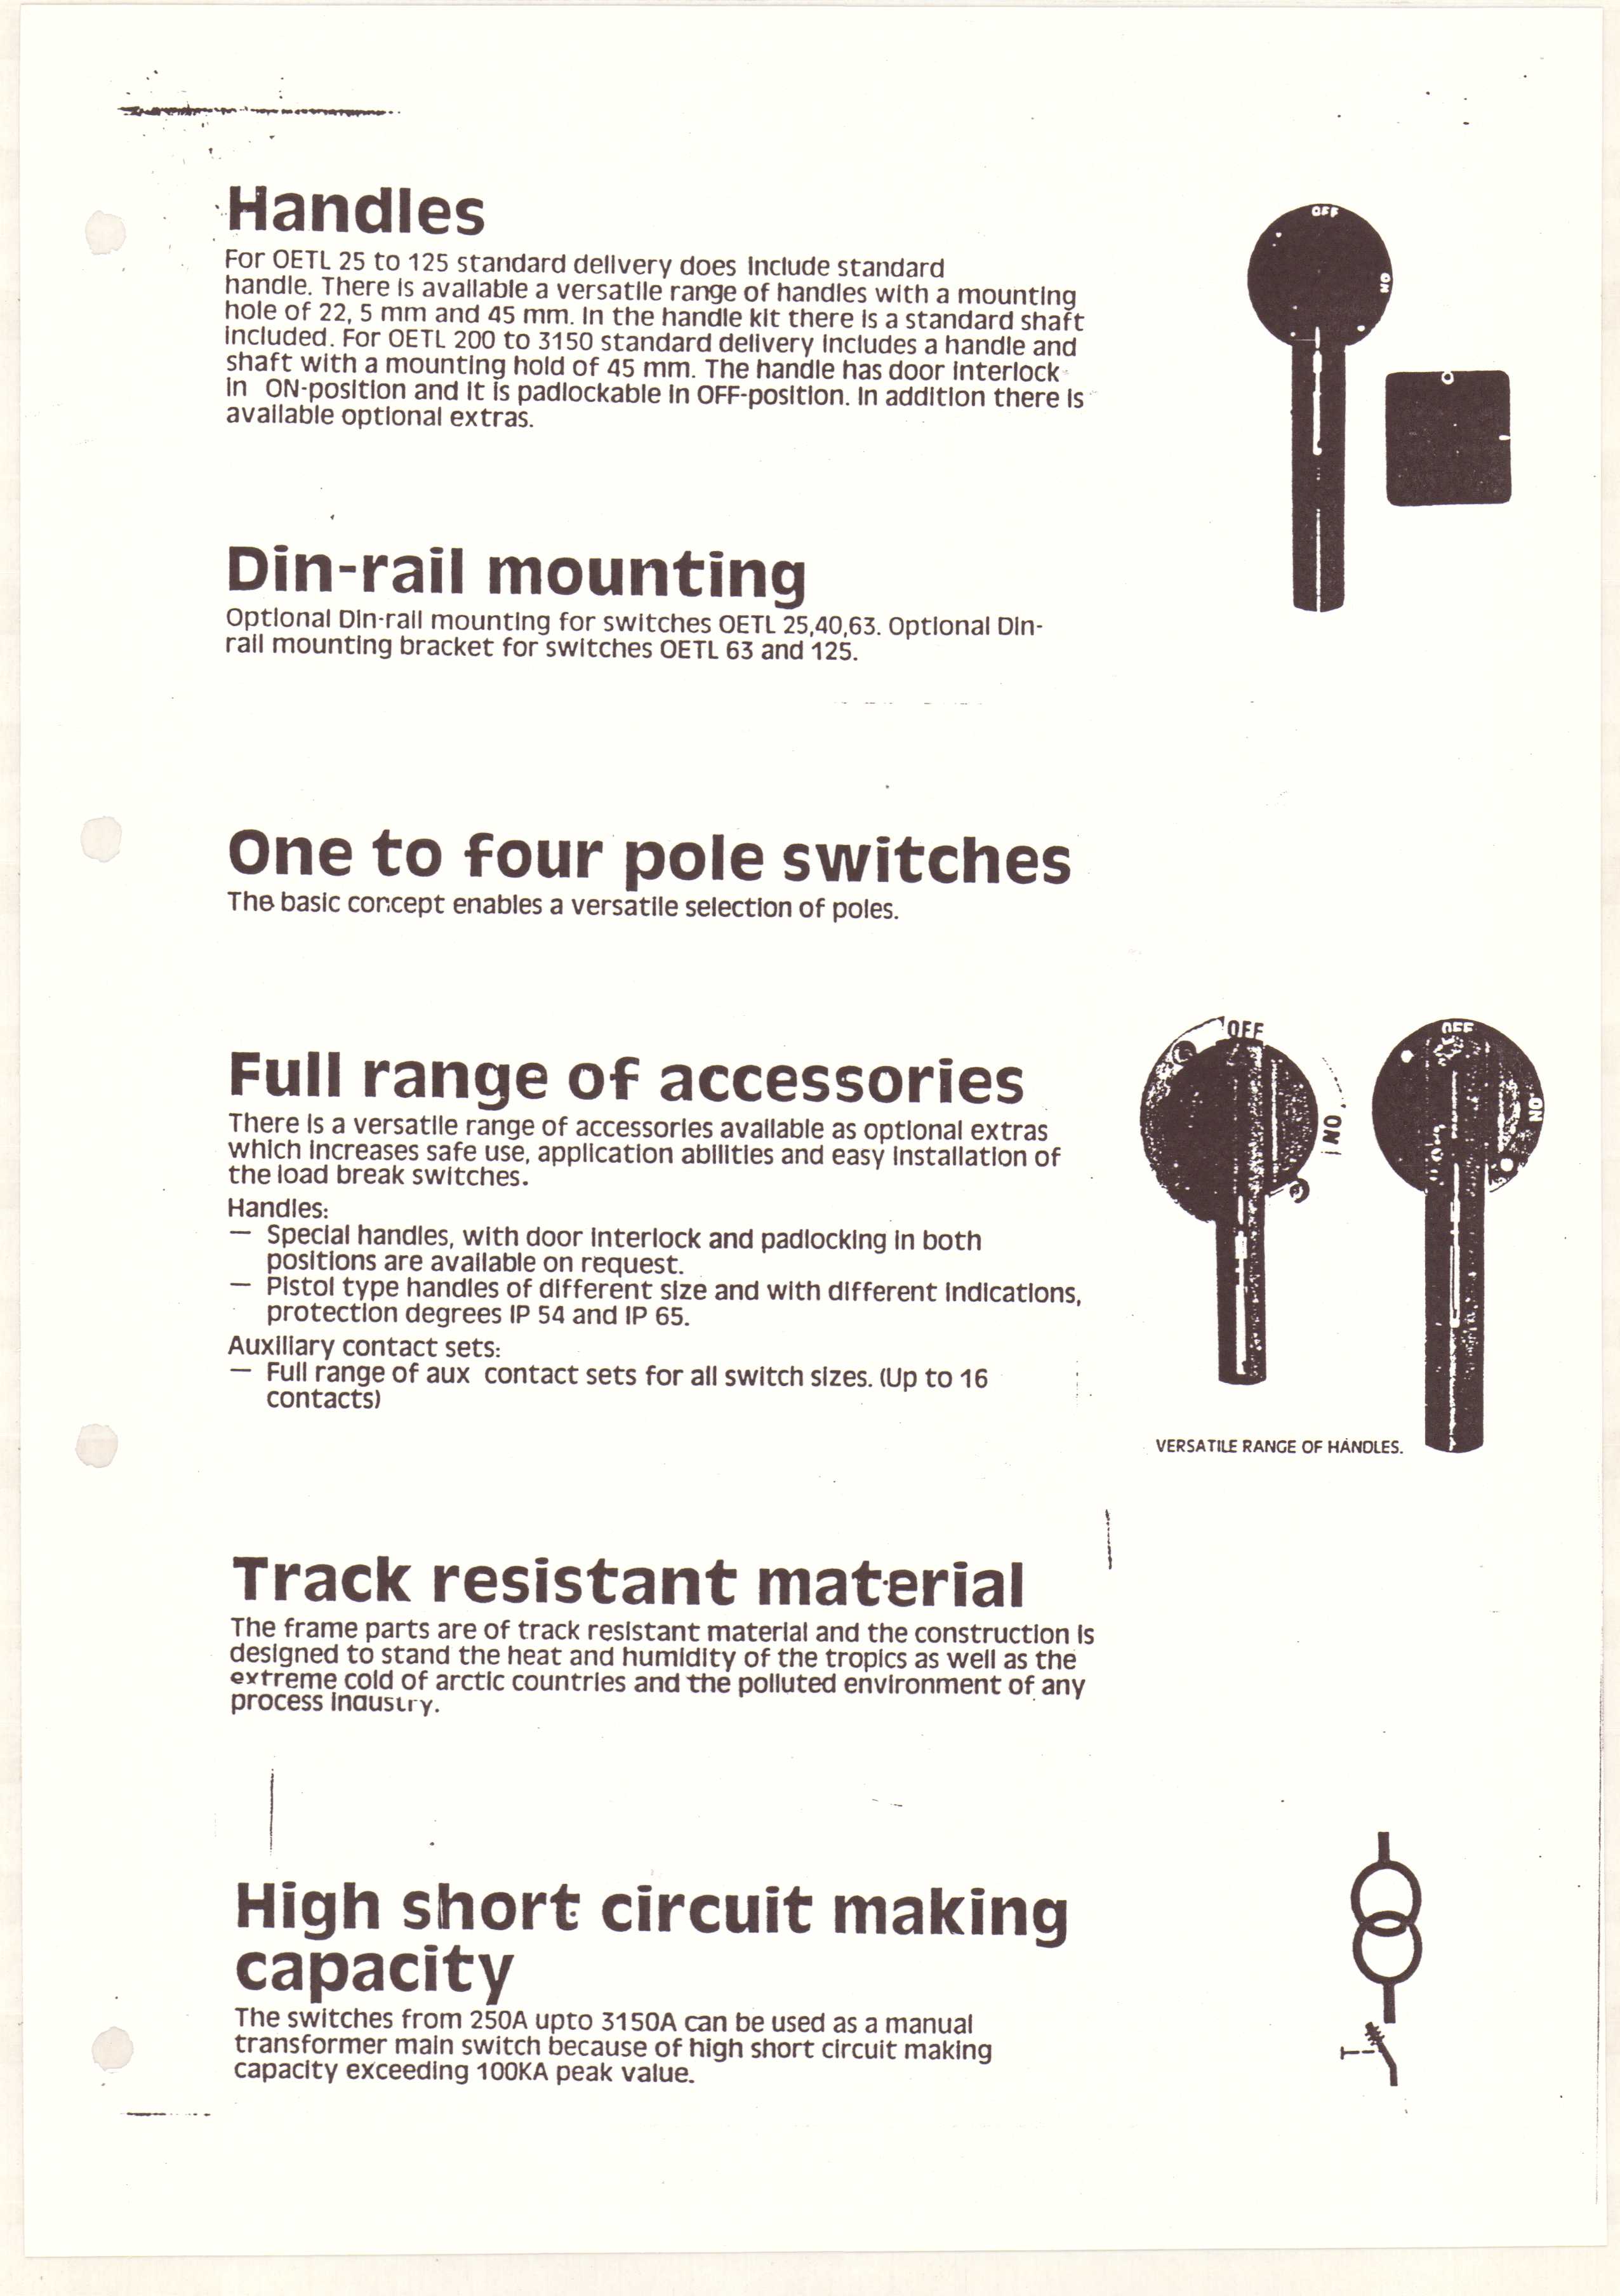 Handles
For OETL 25 to 125 standard delivery does include standard
handle. There is available a versatile range of handles with a mounting
hole of 22, 5 mm and 45 mm. In the handle kit there is a standard shaft
included. For OETL 200 to 3150 standard delivery includes a handle and
shaft with a mounting hold of 45 mm. The handle has door interlock
in ON-position and it is padlockable in OFF-position. In addition there is
available optional extras.
OFF
ON
Din-rail mounting
Optional Din-rail mounting for switches OETL 25,40,63. Optional Din-
rail mounting bracket for switches OETL 63 and 125.
One to four pole switches
The basic concept enables a versatile selection of poles.
Full range of accessories
There is a versatile range of accessories available as optional extras
which increases safe use, application abilities and easy installation of
the load break switches.
Handles:
— Special handles, with door interlock and padlocking in both
positions are available on request.
— Pistol type handles of different size and with different indications,
protection degrees IP 54 and IP 65.
Auxiliary contact sets:
— Full range of aux contact sets for all switch sizes. (Up to 16
contacts)
OFF
ON
OFF
ON
VERSATILE RANGE OF HANDLES.
Track resistant material
The frame parts are of track resistant material and the construction is
designed to stand the heat and humidity of the tropics as well as the
extreme cold of arctic countries and the polluted environment of any
process industry.
High short circuit making
capacity
The switches from 250A upto 3150A can be used as a manual
transformer main switch because of high short circuit making
capacity exceeding 100KA peak value.